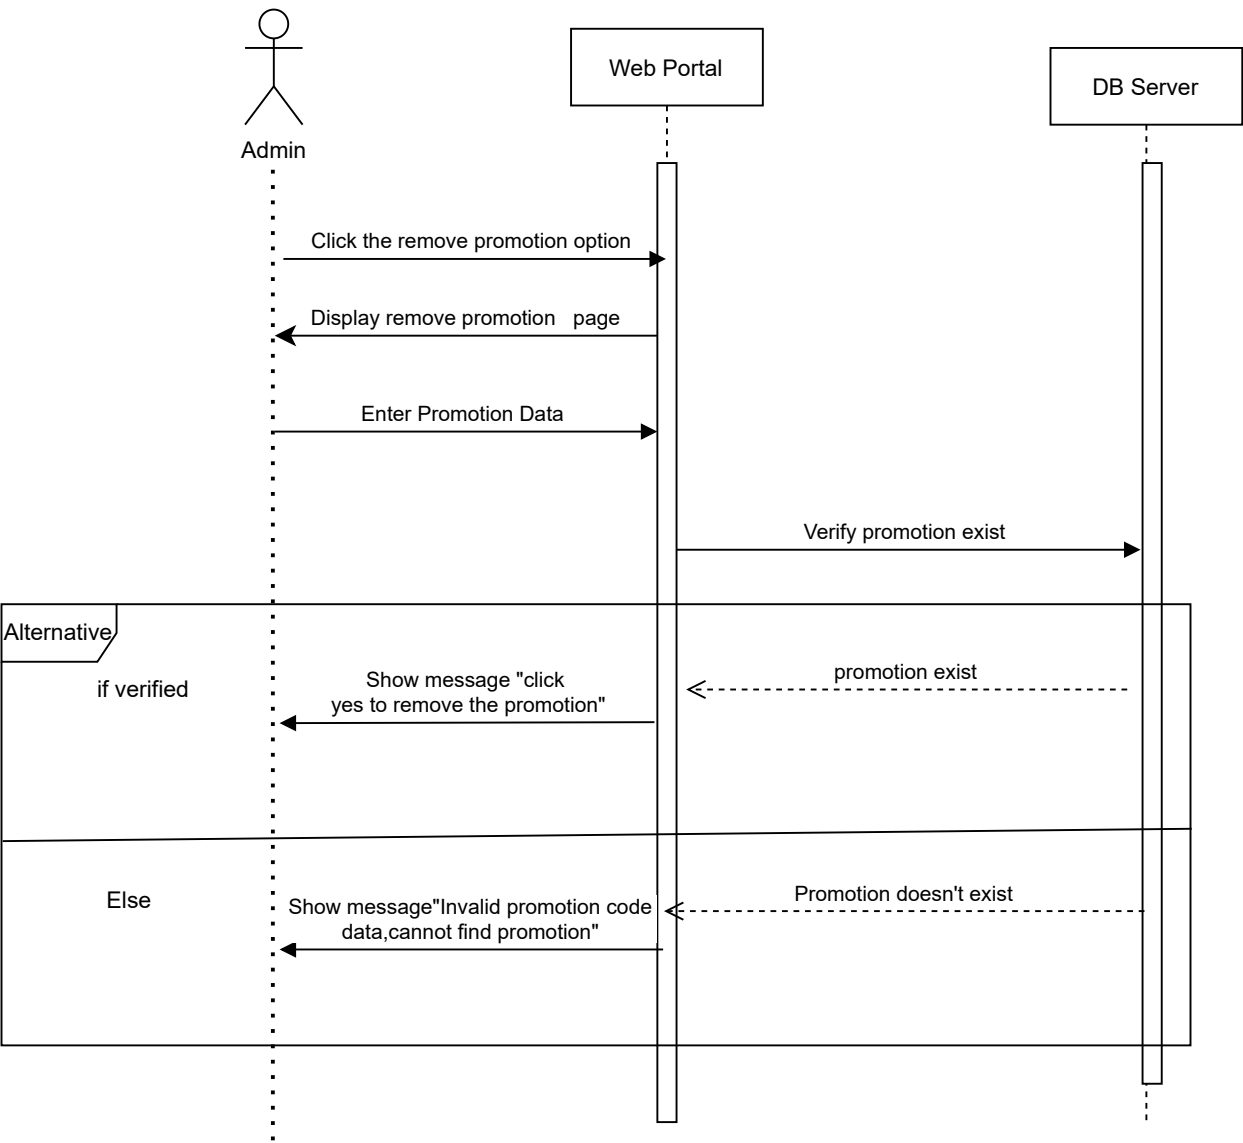 Web Portal
DB Server
Admin
Click the remove promotion option
Display remove promotion   page
Enter Promotion Data
Verify promotion exist
Alternative
if verified
Show message "click
yes to remove the promotion"
promotion exist
Else
Show message"Invalid promotion code
data,cannot find promotion"
Promotion doesn't exist